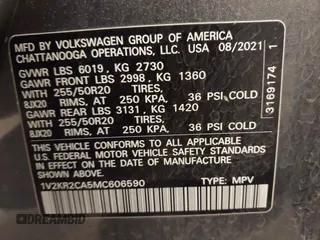 MFD BY VOLKSWAGEN GROUP OF AMERICA
CHATTANOOGA OPERATIONS, LLC. USA 08/2021
GVWR LBS 6019, KG 2730
GAWR FRONT LBS 2998, KG 1360
WITH 255/50R20 TIRES,
8JX20 RIMS, AT 250 KPA, 36 PSI COLD
GAWR REAR LBS 3131, KG 1420
WITH 255/50R20 TIRES,
8JX20 RIMS, AT 250 KPA, 36 PSI COLD
THIS VEHICLE CONFORMS TO ALL APPLICABLE
FEDERAL MOTOR VEHICLE SAFETY STANDARDS
IN EFFECT ON THE DATE OF MANUFACTURE
SHOWN ABOVE.
1V2KR2CA5MC606590 TYPE: MPV
3169174 1
DREAMBID